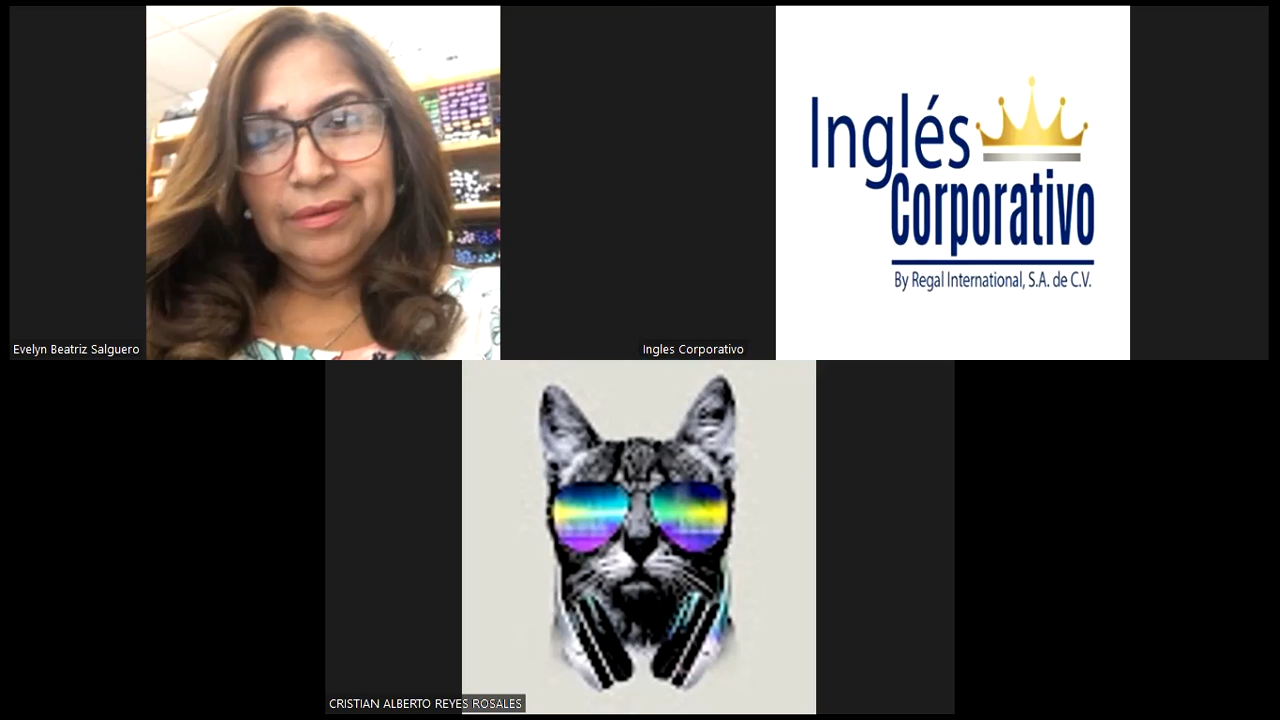 Inglés
Corporativo
By Regal International, S.A. de C.V.
Evelyn Beatriz Salguero
Ingles Corporativo
CRISTIAN ALBERTO REYES ROSALES